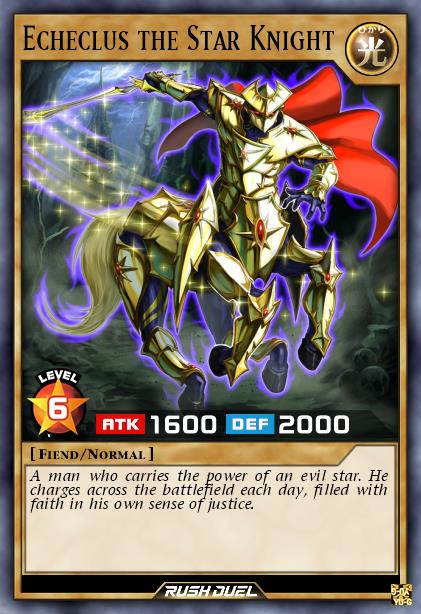 Echeclus the Star Knight
ひかり
光
LEVEL
6
ATK 1600 DEF 2000
[Fiend/Normal]
A man who carries the power of an evil star. He
charges across the battlefield each day, filled with
faith in his own sense of justice.
RUSH DUEL